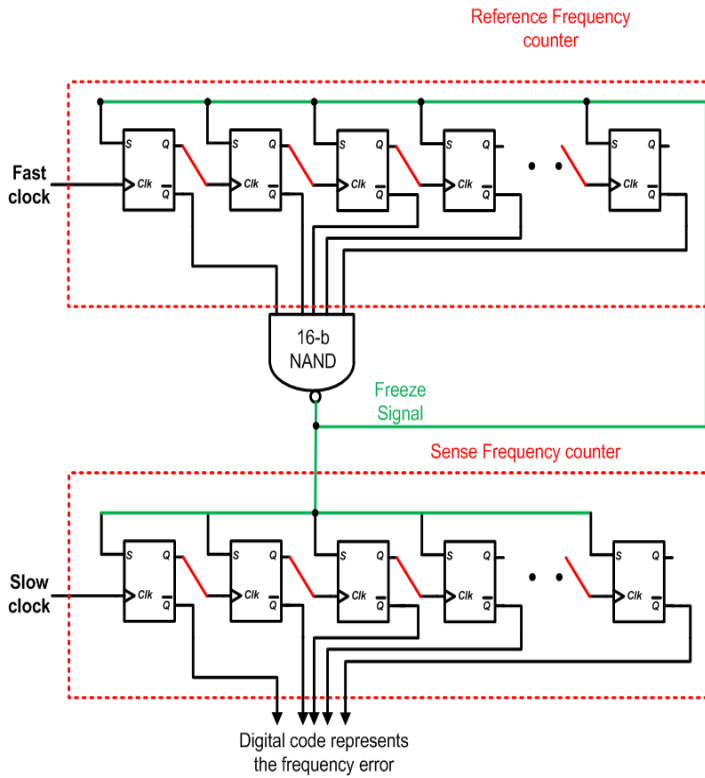 Reference Frequency
counter
S Q S Q S Q S Q S Q
Fast
clock
Clk Q Clk Q Clk Q Clk Q Clk Q
16-b
NAND
Freeze
Signal
Sense Frequency counter
S Q S Q S Q S Q S Q
Slow
clock
Clk Q Clk Q Clk Q Clk Q Clk Q
Digital code represents
the frequency error